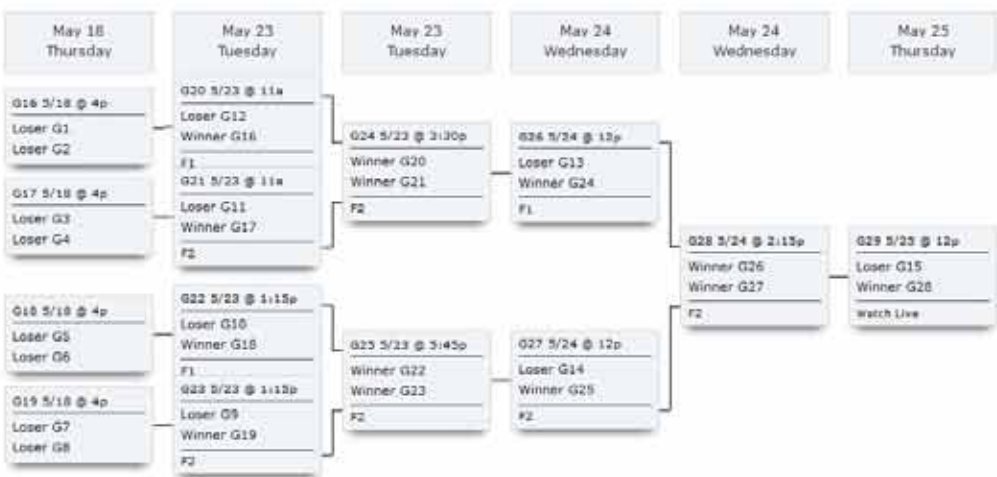 May 18
Thursday
G16 5/18 @ 4p
Loser G1
Loser G2
G17 5/18 @ 4p
Loser G3
Loser G4
G18 5/18 @ 4p
Loser G5
Loser G6
G19 5/18 @ 4p
Loser G7
Loser G8
May 23
Tuesday
G20 5/23 @ 11a
Loser G12
Winner G16
F1
G21 5/23 @ 11a
Loser G11
Winner G17
F2
G22 5/23 @ 1:15p
Loser G10
Winner G18
F1
G23 5/23 @ 1:15p
Loser G9
Winner G19
F2
May 23
Tuesday
G24 5/23 @ 3:30p
Winner G20
Winner G21
F2
G25 5/23 @ 5:45p
Winner G22
Winner G23
F2
May 24
Wednesday
G26 5/24 @ 12p
Loser G13
Winner G24
F1
G27 5/24 @ 12p
Loser G14
Winner G25
F2
May 24
Wednesday
G28 5/24 @ 2:15p
Winner G26
Winner G27
F2
May 25
Thursday
G29 5/25 @ 12p
Loser G15
Winner G28
Watch Live